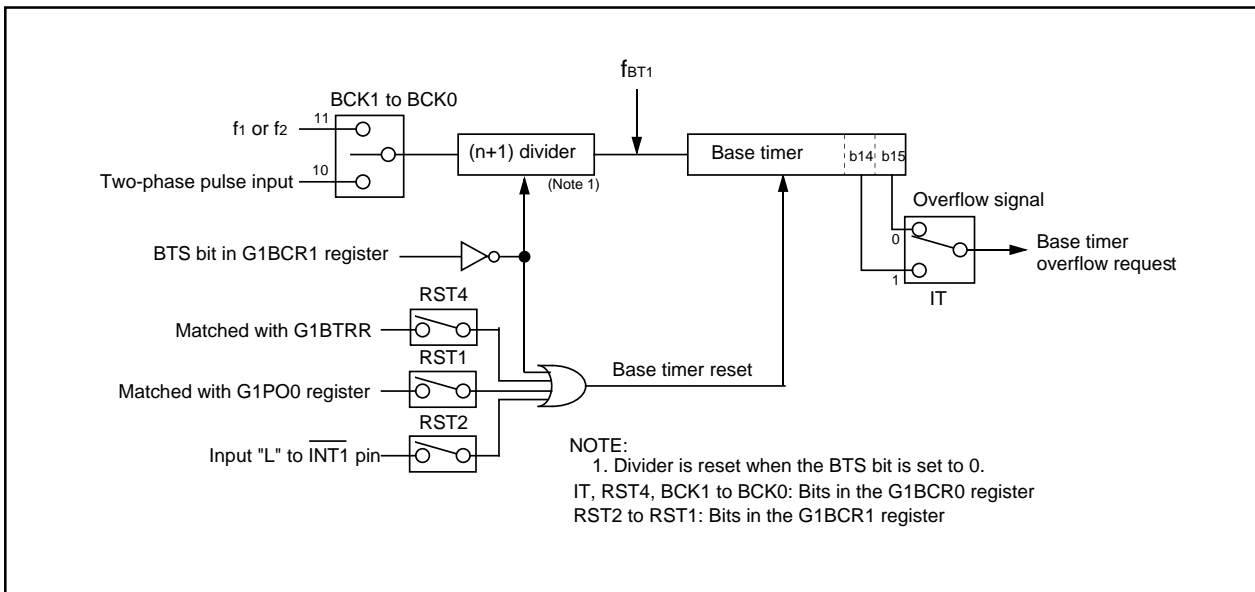 fBT1
BCK1 to BCK0
11
f1 or f2
(n+1) divider
Base timer
b14
b15
10
Two-phase pulse input
(Note 1)
Overflow signal
0
BTS bit in G1BCR1 register
Base timer
overflow request
1
IT
RST4
Matched with G1BTRR
RST1
Base timer reset
Matched with G1PO0 register
RST2
Input "L" to INT1 pin
NOTE:
1. Divider is reset when the BTS bit is set to 0.
IT, RST4, BCK1 to BCK0: Bits in the G1BCR0 register
RST2 to RST1: Bits in the G1BCR1 register